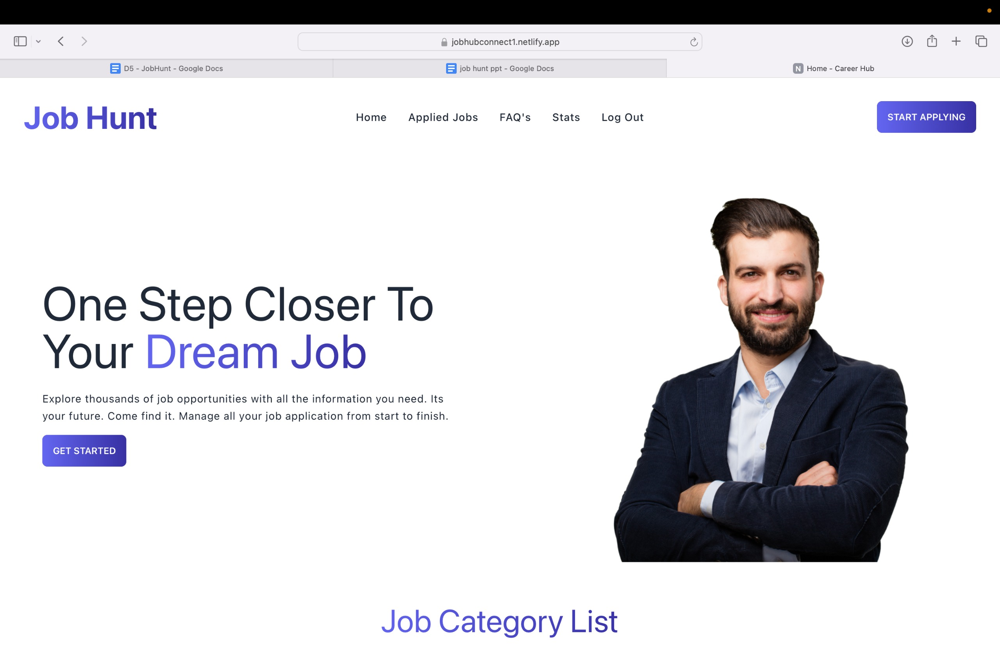 jobhubconnect1.netlify.app
D5 - JobHunt - Google Docs
job hunt ppt - Google Docs
N Home - Career Hub
Job Hunt
Home Applied Jobs FAQ's Stats Log Out
START APPLYING
One Step Closer To
Your Dream Job
Explore thousands of job opportunities with all the information you need. Its
your future. Come find it. Manage all your job application from start to finish.
GET STARTED
Job Category List